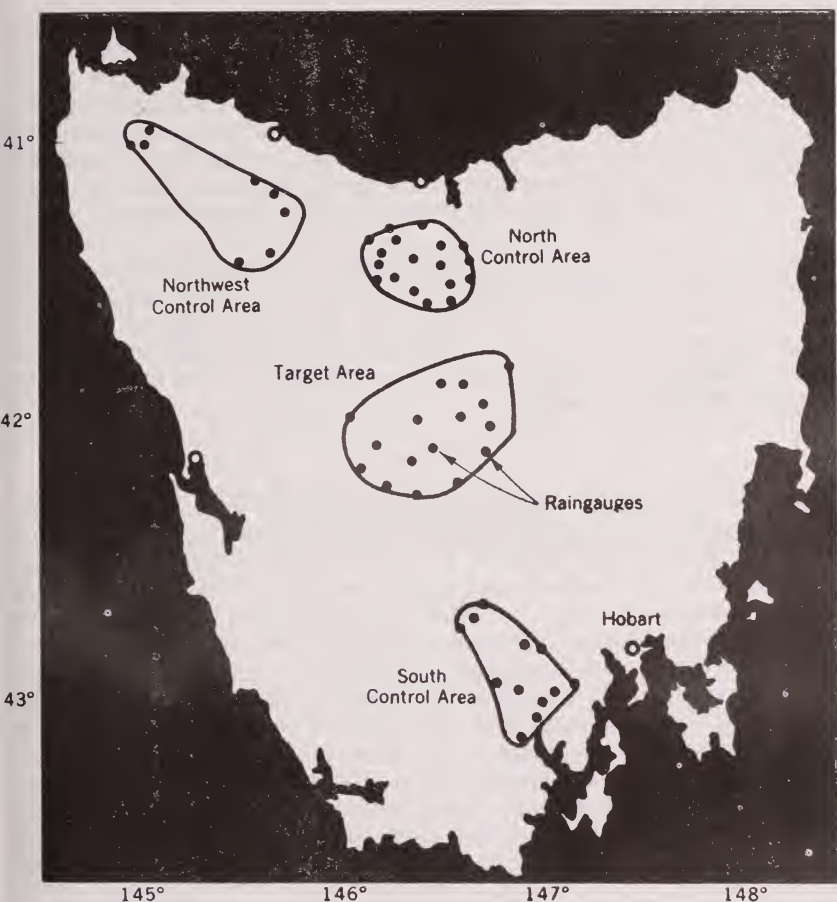 41°
North
Control Area
Northwest
Control Area
Target Area
42°
Raingauges
Hobart
South
Control Area
43°
145° 146° 147° 148°